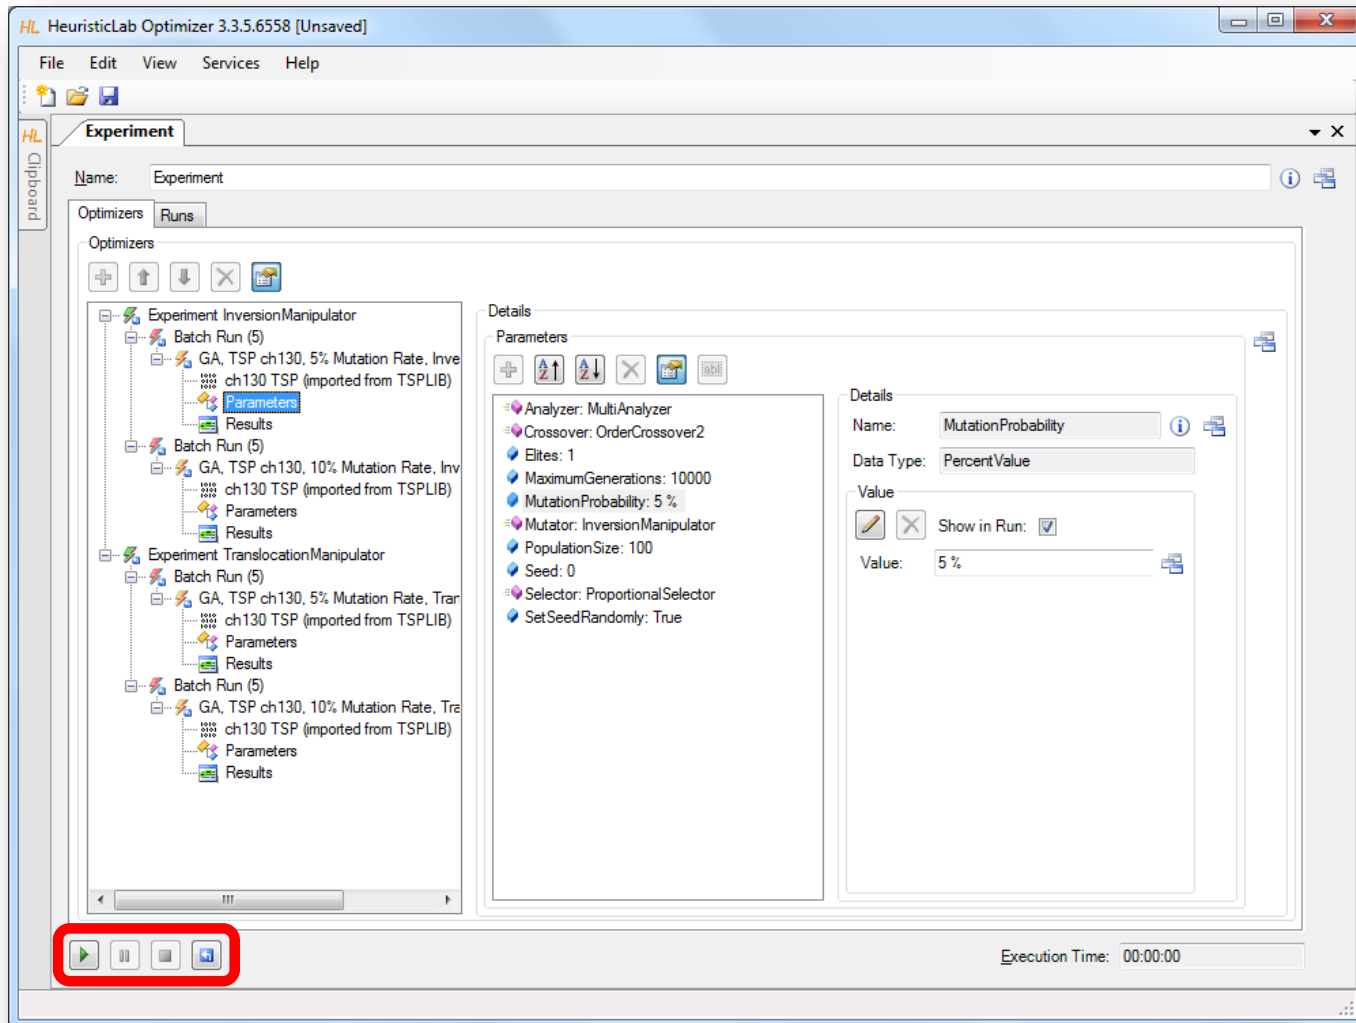 HL HeuristicLab Optimizer 3.3.5.6558 [Unsaved]
File Edit View Services Help
HL Clipboard
Experiment
Name: Experiment
Optimizers Runs
Optimizers
Experiment InversionManipulator
Batch Run (5)
GA, TSP ch130, 5% Mutation Rate, Inve
ch130 TSP (imported from TSPLIB)
Parameters
Results
Batch Run (5)
GA, TSP ch130, 10% Mutation Rate, Inv
ch130 TSP (imported from TSPLIB)
Parameters
Results
Experiment TranslocationManipulator
Batch Run (5)
GA, TSP ch130, 5% Mutation Rate, Tran
ch130 TSP (imported from TSPLIB)
Parameters
Results
Batch Run (5)
GA, TSP ch130, 10% Mutation Rate, Tra
ch130 TSP (imported from TSPLIB)
Parameters
Results
Details
Parameters
AZ AZ abl
Analyzer: MultiAnalyzer
Crossover: OrderCrossover2
Elites: 1
MaximumGenerations: 10000
MutationProbability: 5 %
Mutator: InversionManipulator
PopulationSize: 100
Seed: 0
Selector: ProportionalSelector
SetSeedRandomly: True
Details
Name: MutationProbability
Data Type: PercentValue
Value
Show in Run:
Value: 5 %
Execution Time: 00:00:00